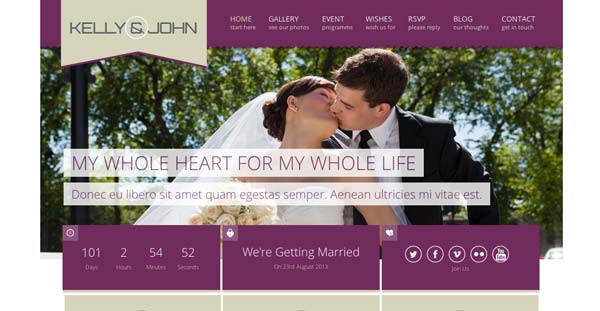 KELLY & JOHN
HOME GALLERY EVENT WISHES RSVP BLOG CONTACT
start here see our photos programms wish us for please reply our thoughts get in touch
MY WHOLE HEART FOR MY WHOLE LIFE
Donec eu libero sit amet quam egestas semper. Aenean ultricies mi vitae est.
101 2 54 52
Days Hours Minutes Seconds
We're Getting Married
On 23rd August 2013
You Tube
Join Us